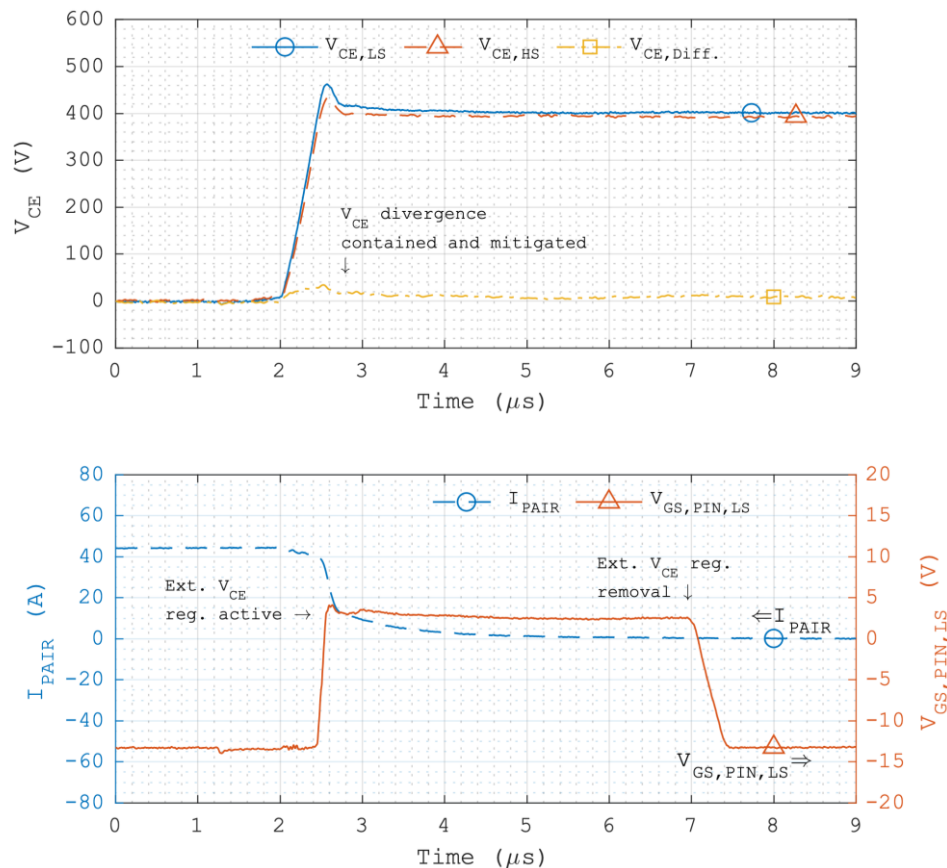 600
500
400
300
200
100
0
-100
V_CE (V)
V_CE,LS V_CE,HS V_CE,Diff.
V_CE divergence
contained and mitigated
↓
0 1 2 3 4 5 6 7 8 9
Time (μs)
80
60
40
20
0
-20
-40
-60
-80
I_PAIR (A)
I_PAIR V_GS,PIN,LS
Ext. V_CE
reg. active →
Ext. V_CE reg.
removal ↓
⇐I_PAIR
V_GS,PIN,LS⇒
20
15
10
5
0
-5
-10
-15
-20
V_GS,PIN,LS (V)
0 1 2 3 4 5 6 7 8 9
Time (μs)